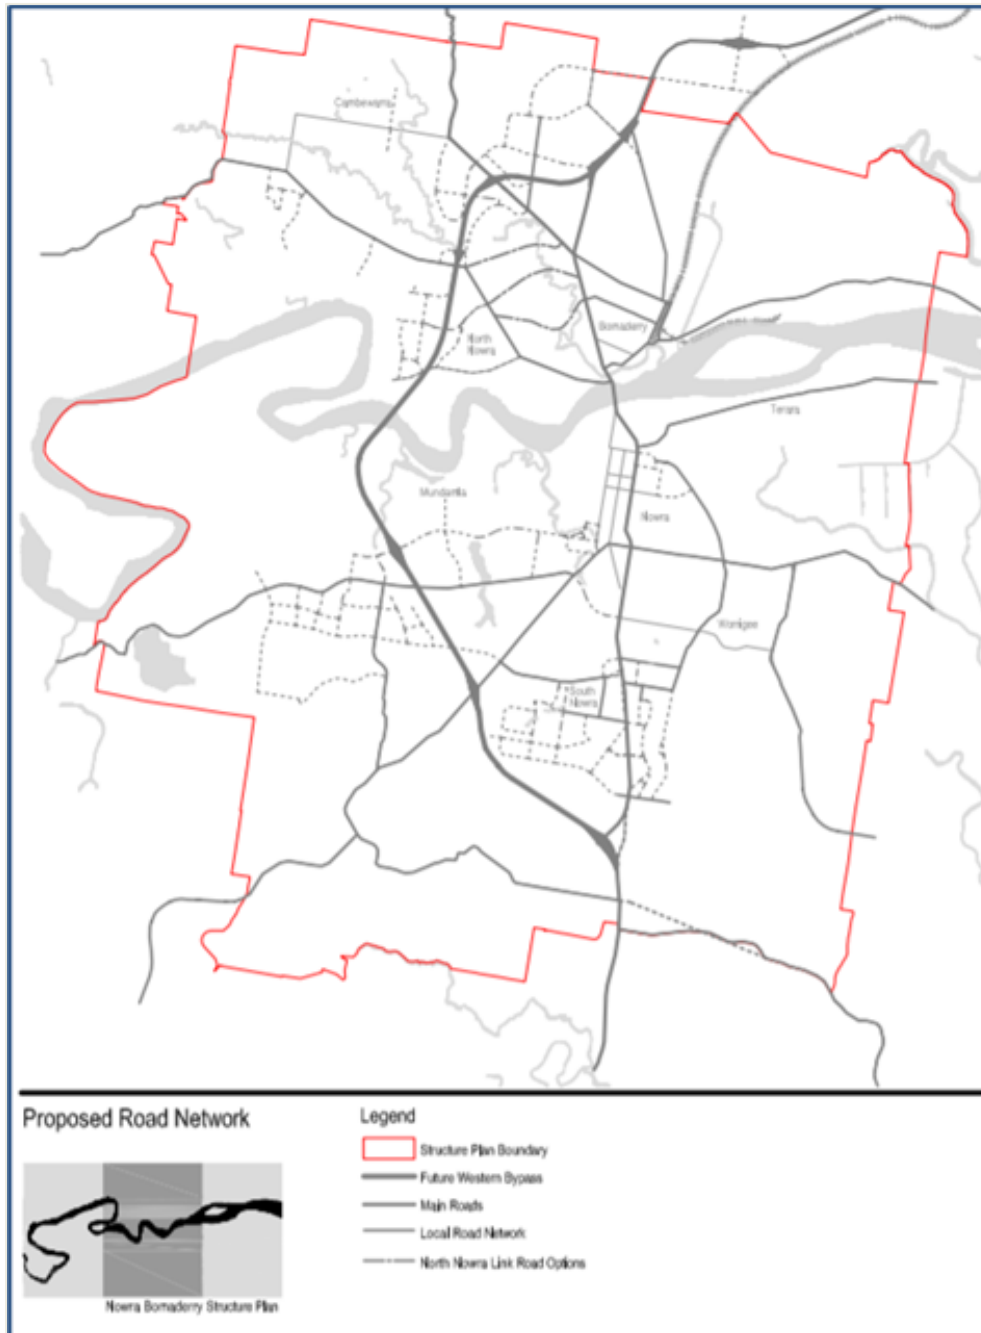 Cambewarra
North
Nowra
Bomaderry
Terara
Mundamia
Nowra
Worrigee
South
Nowra
Proposed Road Network
Nowra Bomaderry Structure Plan
Legend
Structure Plan Boundary
Future Western Bypass
Main Roads
Local Road Network
North Nowra Link Road Options